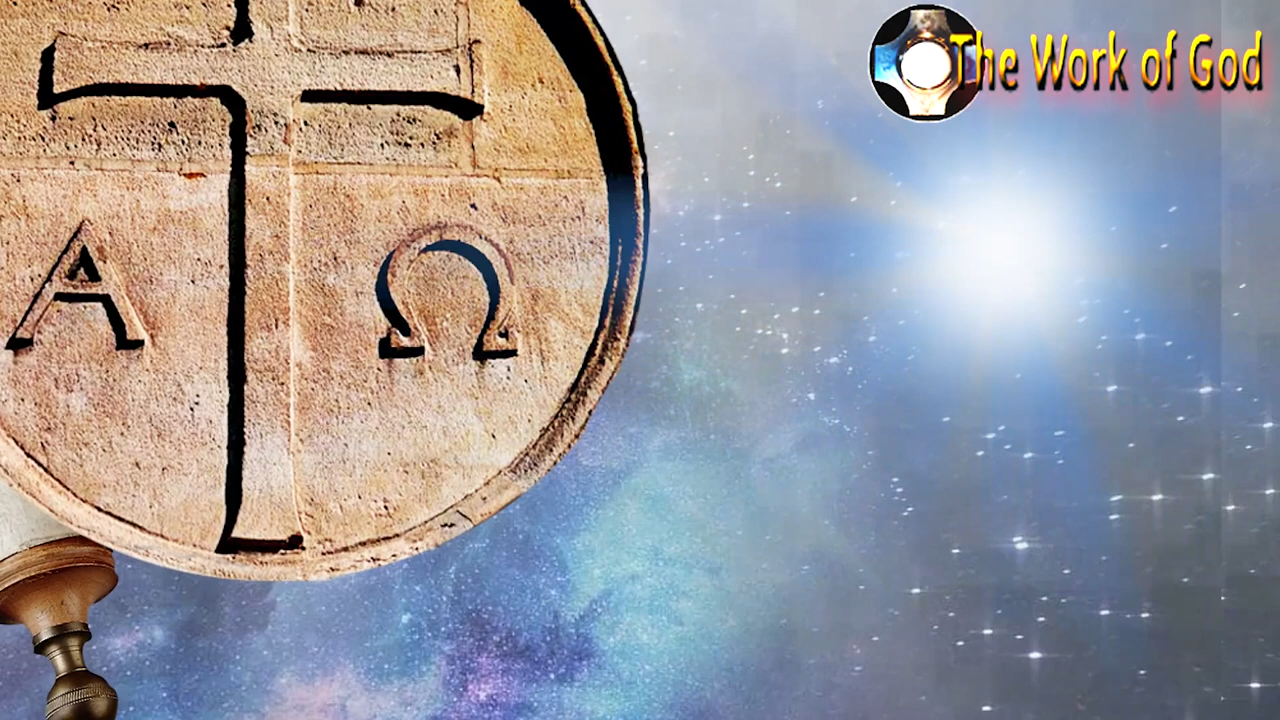 The Work of God
Α Ω